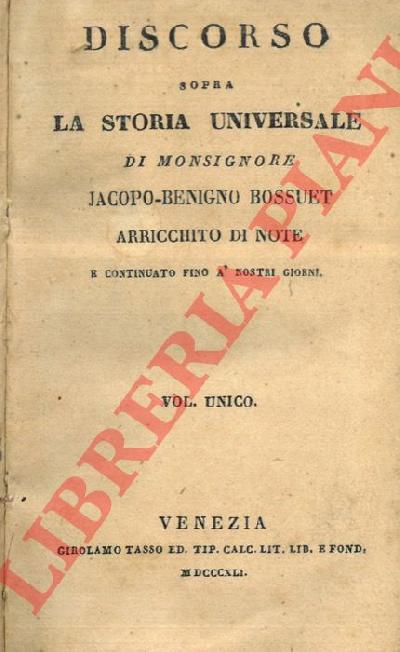 DISCORSO
SOPRA
LA STORIA UNIVERSALE
DI MONSIGNORE
JACOPO-BENIGNO BOSSUET
ARRICCHITO DI NOTE
E CONTINUATO FINO A' NOSTRI GIORNI.
VOL. UNICO.
VENEZIA
GIROLAMO TASSO ED. TIP. CALC. LIT. LIB. E FOND.
MDCCCXLI.
LIBRERIA PIANI